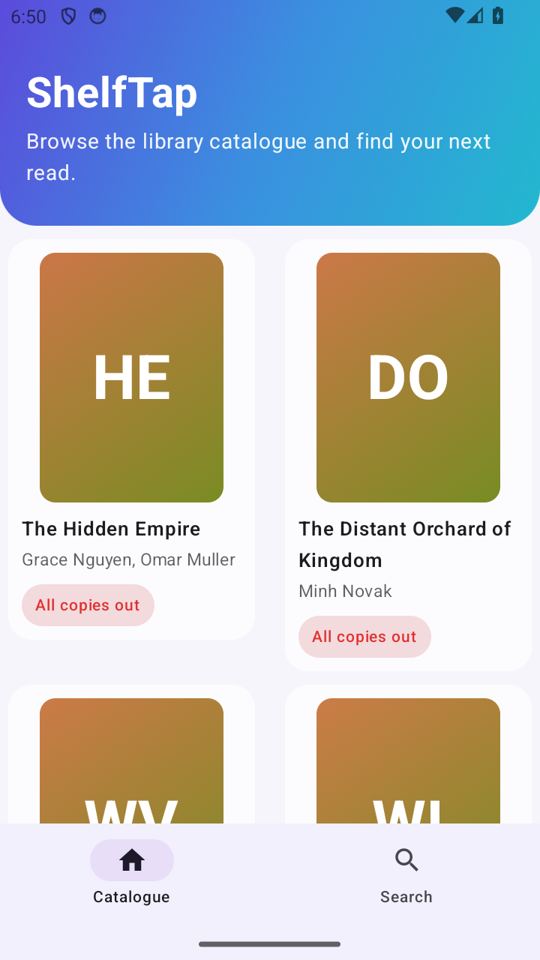 6:50
ShelfTap
Browse the library catalogue and find your next
read.
HE
DO
The Hidden Empire
Grace Nguyen, Omar Muller
All copies out
The Distant Orchard of
Kingdom
Minh Novak
All copies out
WV
Catalogue
Search